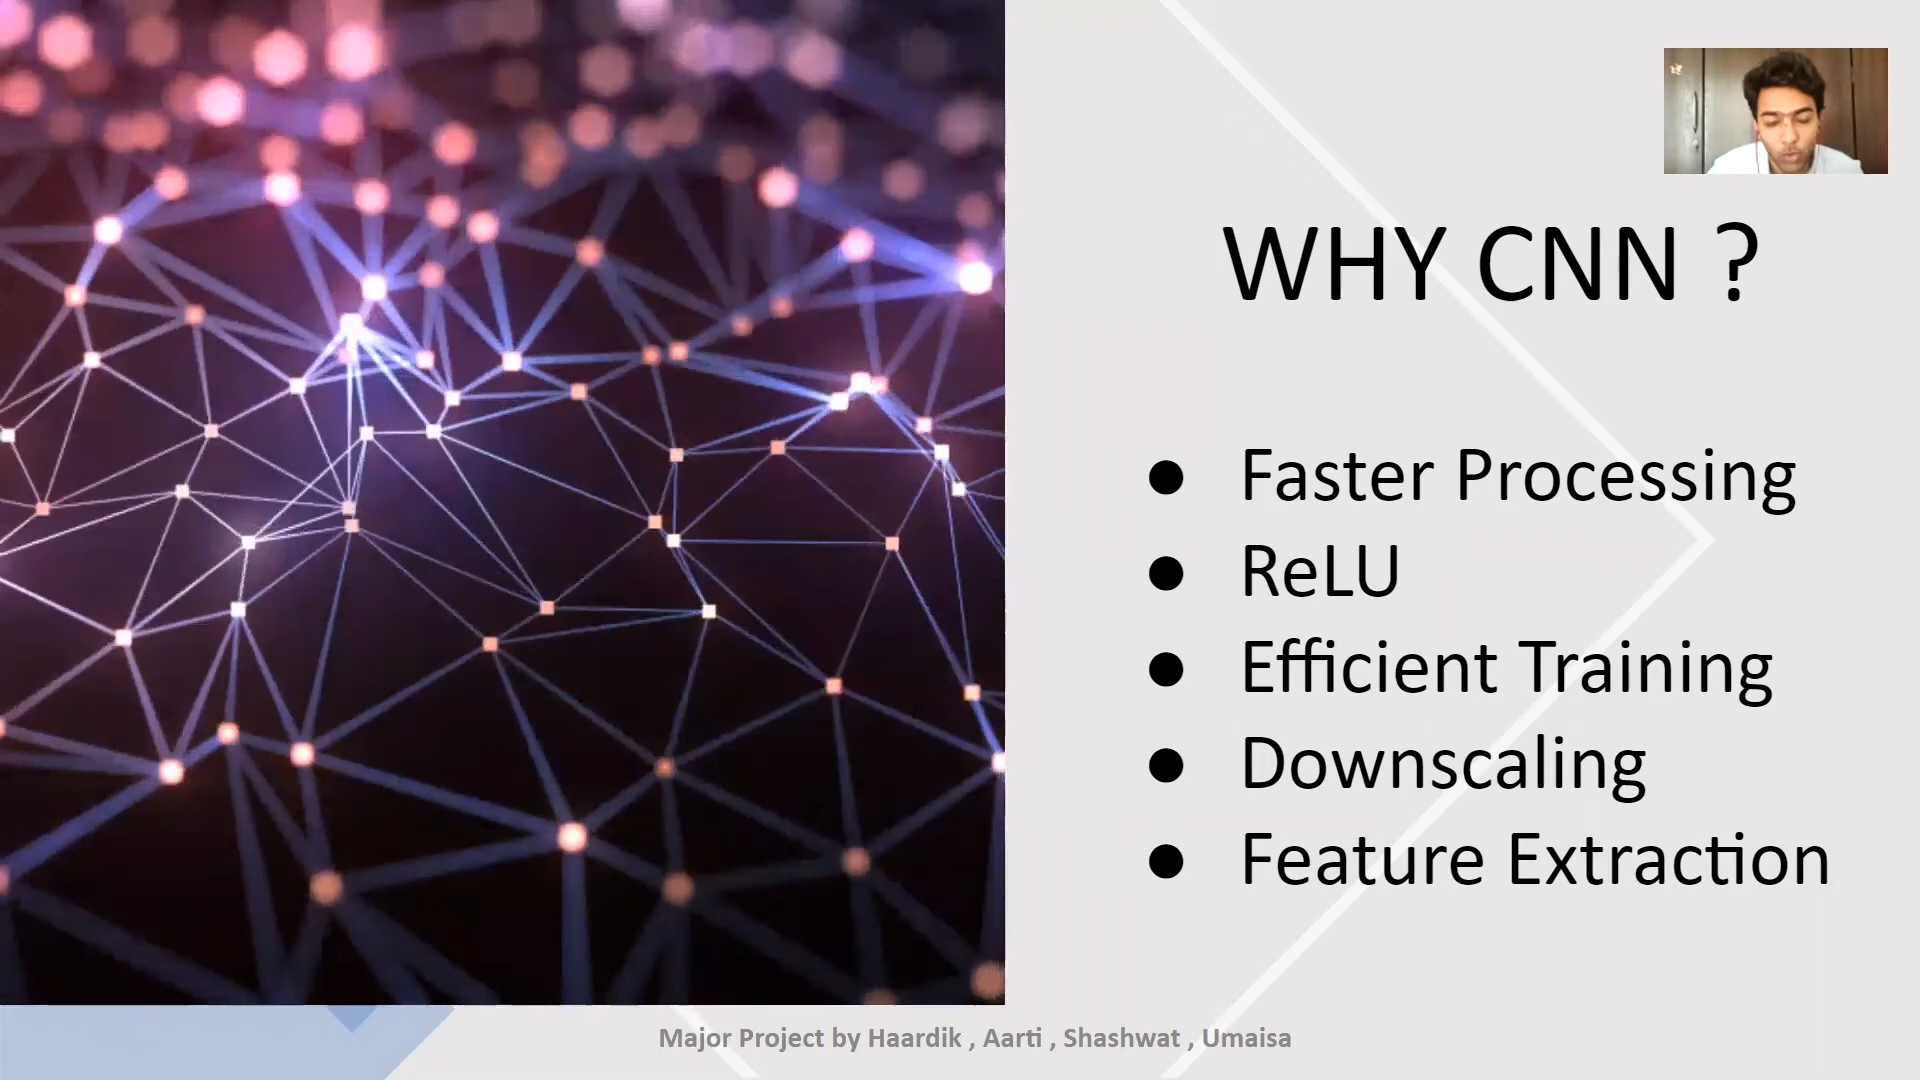 WHY CNN ?
● Faster Processing
● ReLU
● Efficient Training
● Downscaling
● Feature Extraction
Major Project by Haardik , Aarti , Shashwat , Umaisa